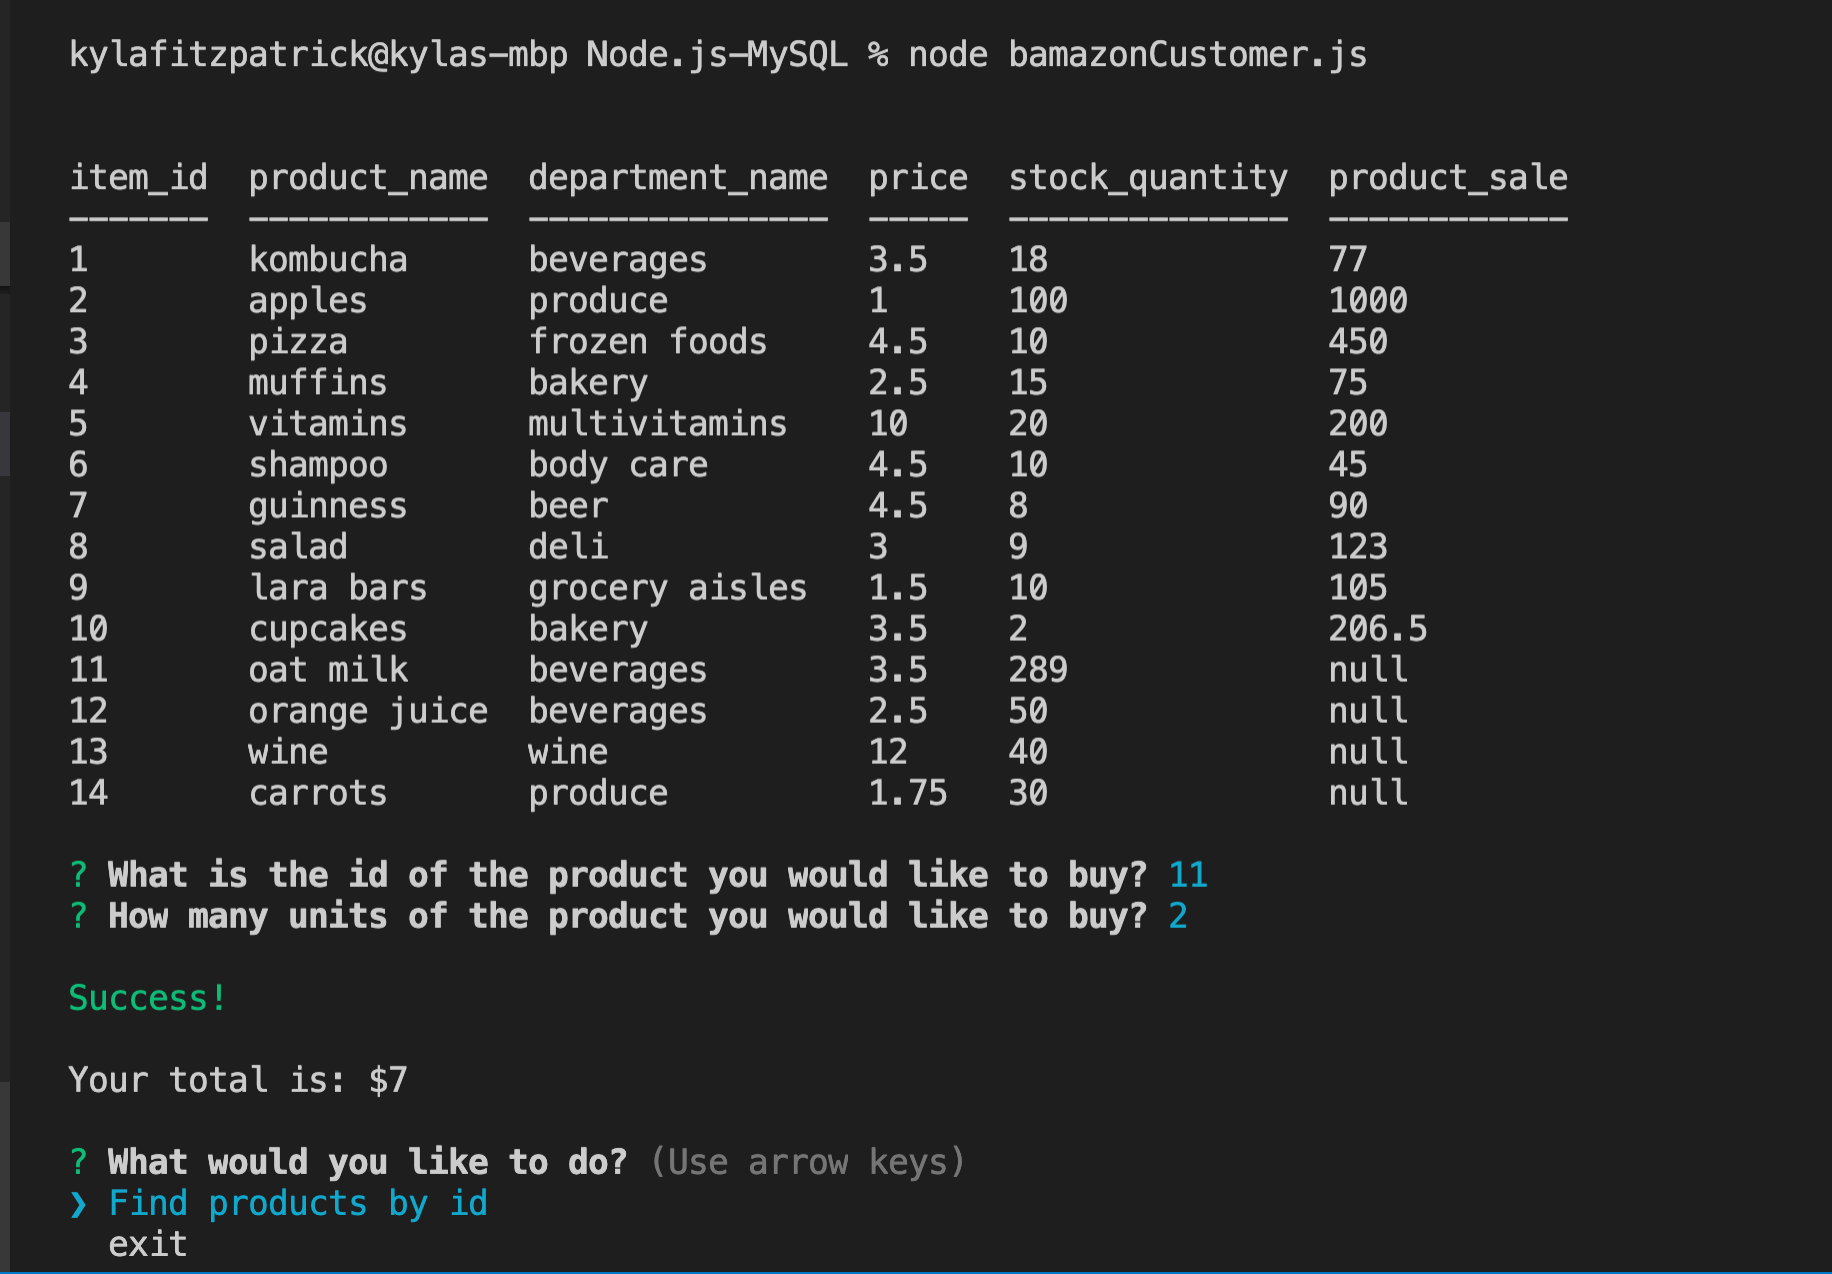 kylafitzpatrick@kylas-mbp Node.js-MySQL % node bamazonCustomer.js
item_id  product_name  department_name  price  stock_quantity  product_sale
-------  ------------  ---------------  -----  --------------  ------------
1        kombucha      beverages        3.5    18              77
2        apples        produce          1      100             1000
3        pizza         frozen foods     4.5    10              450
4        muffins       bakery           2.5    15              75
5        vitamins      multivitamins    10     20              200
6        shampoo       body care        4.5    10              45
7        guinness      beer             4.5    8               90
8        salad         deli             3      9               123
9        lara bars     grocery aisles   1.5    10              105
10       cupcakes      bakery           3.5    2               206.5
11       oat milk      beverages        3.5    289             null
12       orange juice  beverages        2.5    50              null
13       wine          wine             12     40              null
14       carrots       produce          1.75   30              null
? What is the id of the product you would like to buy? 11
? How many units of the product you would like to buy? 2
Success!
Your total is: $7
? What would you like to do? (Use arrow keys)
❯ Find products by id
  exit